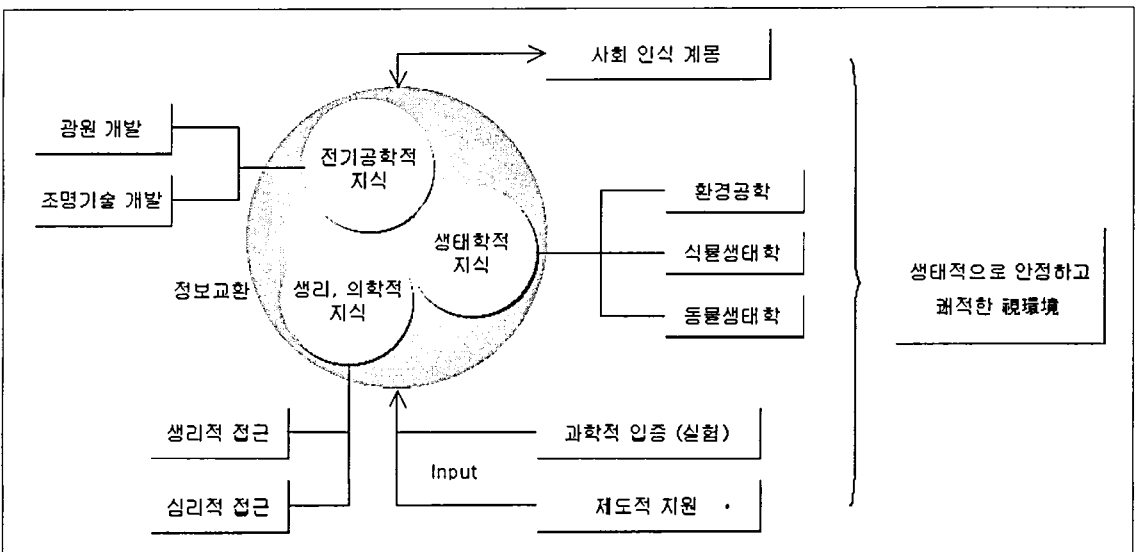 사회 인식 계몽
광원 개발
전기공학적
지식
조명기술 개발
환경공학
생태학적
지식
식물생태학
생태적으로 안정하고
쾌적한 視環境
정보교환
생리, 의학적
지식
동물생태학
생리적 접근
과학적 입증 (실험)
Input
심리적 접근
제도적 지원